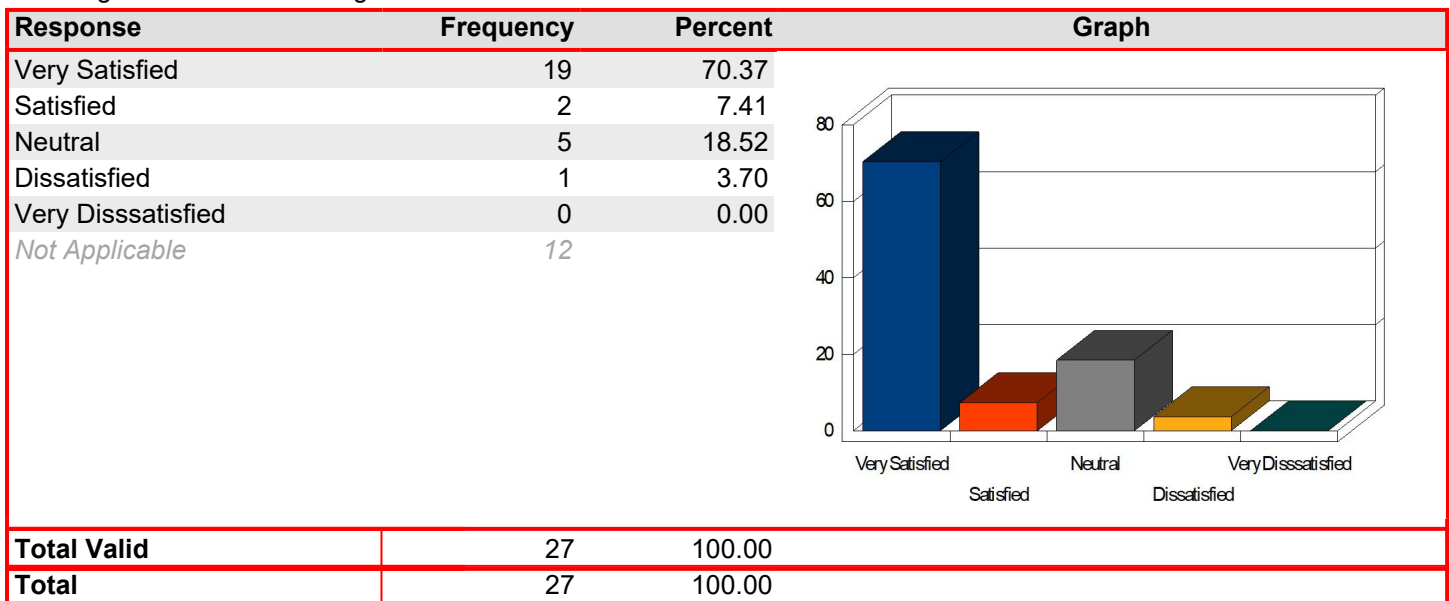 Response Frequency Percent Graph
Very Satisfied 19 70.37
Satisfied 2 7.41
Neutral 5 18.52
Dissatisfied 1 3.70
Very Disssatisfied 0 0.00
Not Applicable 12
80
60
40
20
0
Very Satisfied Neutral Very Disssatisfied
Satisfied Dissatisfied
Total Valid 27 100.00
Total 27 100.00